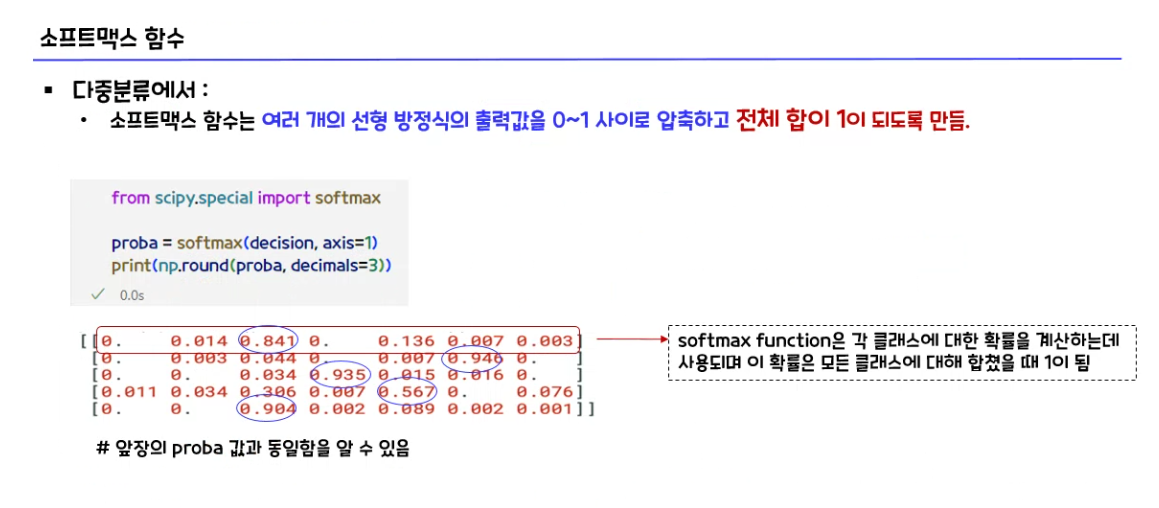 소프트맥스 함수
▪ 다중분류에서 :
• 소프트맥스 함수는 여러 개의 선형 방정식의 출력값을 0~1 사이로 압축하고 전체 합이 1이 되도록 만듬.
from scipy.special import softmax
proba = softmax(decision, axis=1)
print(np.round(proba, decimals=3))
✓ 0.0s
[[0. 0.014 0.841 0. 0.136 0.007 0.003]
[0. 0.003 0.044 0. 0.007 0.946 0. ]
[0. 0. 0.034 0.935 0.015 0.016 0. ]
[0.011 0.034 0.306 0.007 0.567 0. 0.076]
[0. 0. 0.904 0.002 0.089 0.002 0.001]]
softmax function은 각 클래스에 대한 확률을 계산하는데
사용되며 이 확률은 모든 클래스에 대해 합쳤을 때 1이 됨
# 앞장의 proba 값과 동일함을 알 수 있음